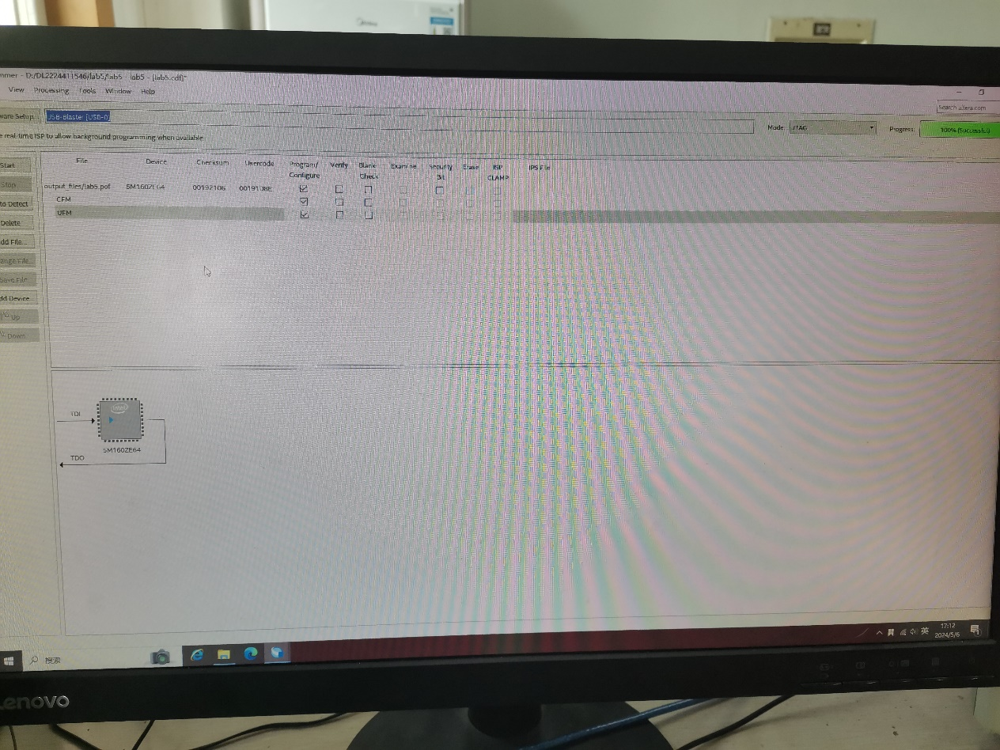 mmer - D:/DL2224411546/lab5/lab5 - lab5 - [lab5.cdf]*
View Processing Tools Window Help
Search altera.com
ware Setup... USB-Blaster [USB-0] Mode: JTAG Progress: 100% (Successful)
e real-time ISP to allow background programming when available
Start
Stop
to Detect
Delete
dd File...
ange File...
Save File
dd Device...
Up
Down
File Device Checksum Usercode Program/ Configure Verify Blank- Check Examine Security Bit Erase ISP CLAMP IPS File
output_files/lab5.pof 5M160ZE64 00192106
CFM
UFM
TDI
intel
5M160ZE64
TDO
搜索
英
17:12
2024/5/6
Lenovo
Midea